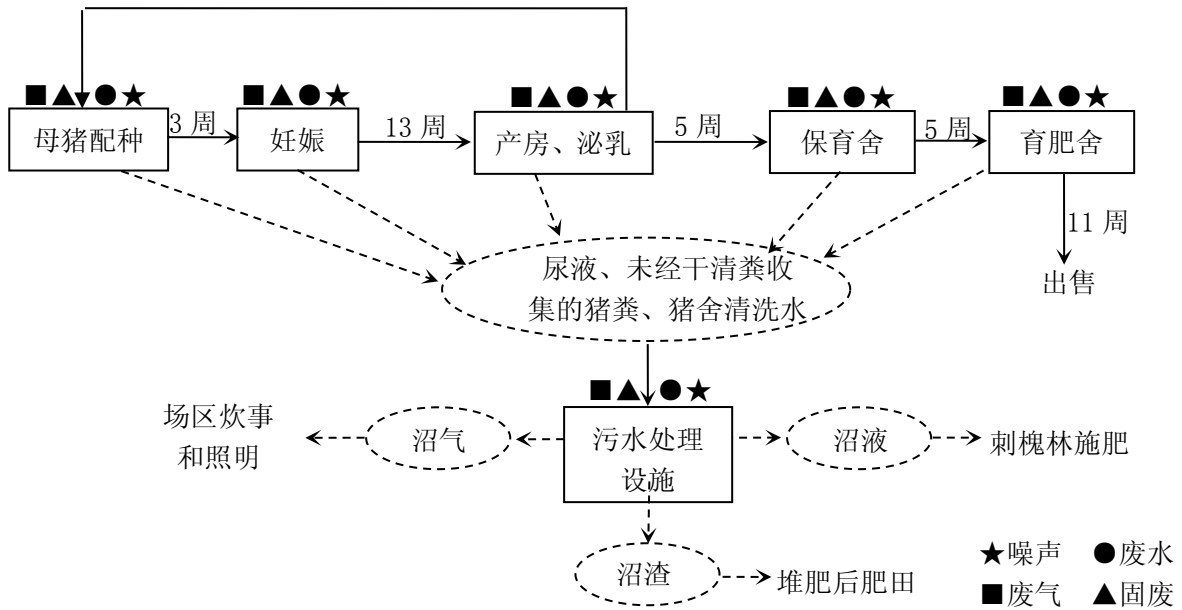 3 周
13 周
5 周
5 周
母猪配种
妊娠
产房、泌乳
保育舍
育肥舍
11 周
出售
尿液、未经干清粪收
集的猪粪、猪舍清洗水
场区炊事
和照明
沼气
污水处理
设施
沼液
刺槐林施肥
沼渣
堆肥后肥田
★噪声 ●废水
■废气 ▲固废